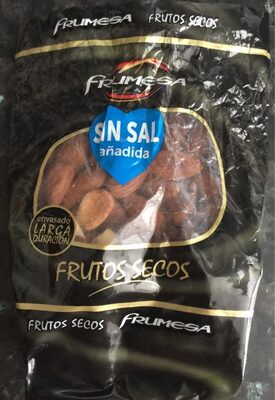 FRUMESA FRUTOS SECOS
FRUMESA
SIN SAL
añadida
envasado
LARGA
DURACIÓN
FRUTOS SECOS
FRUTOS SECOS FRUMESA